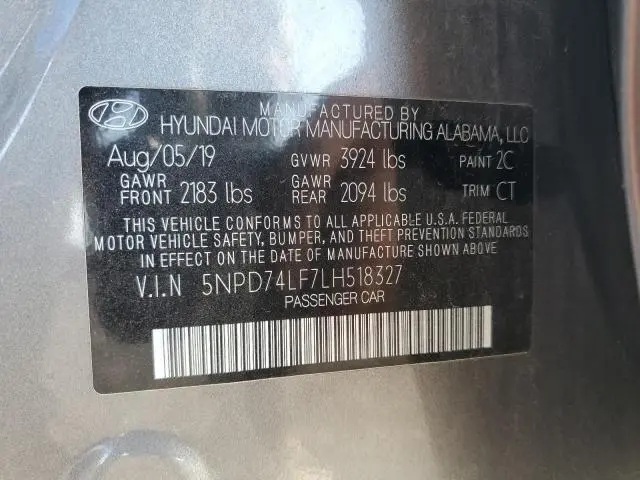 MANUFACTURED BY
HYUNDAI MOTOR MANUFACTURING ALABAMA, LLC
Aug/05/19 GVWR 3924 lbs PAINT 2C
GAWR FRONT 2183 lbs GAWR REAR 2094 lbs TRIM CT
THIS VEHICLE CONFORMS TO ALL APPLICABLE U.S.A. FEDERAL
MOTOR VEHICLE SAFETY, BUMPER, AND THEFT PREVENTION STANDARDS
IN EFFECT ON THE DATE OF MANUFACTURE SHOWN ABOVE.
V.I.N 5NPD74LF7LH518327
PASSENGER CAR